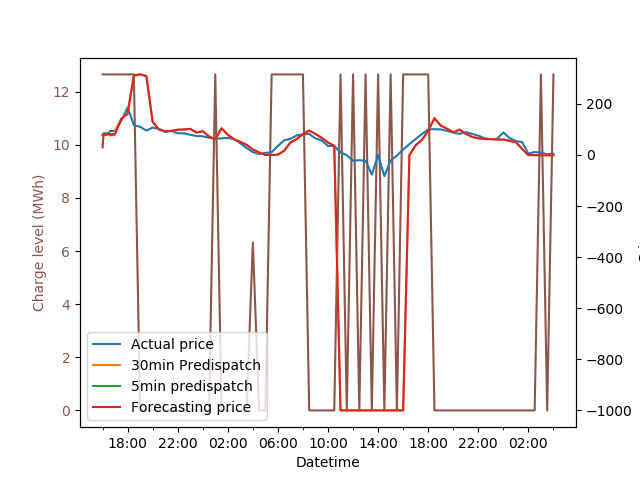 12
10
8
6
4
2
0
Charge level (MWh)
200
0
−200
−400
−600
−800
−1000
Actual price
30min Predispatch
5min predispatch
Forecasting price
18:00 22:00 02:00 06:00 10:00 14:00 18:00 22:00 02:00
Datetime